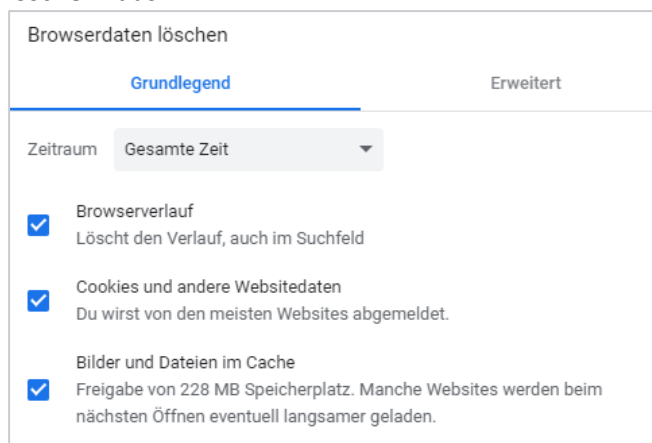 Browserdaten löschen
Grundlegend Erweitert
Zeitraum Gesamte Zeit
Browserverlauf
Löscht den Verlauf, auch im Suchfeld
Cookies und andere Websitedaten
Du wirst von den meisten Websites abgemeldet.
Bilder und Dateien im Cache
Freigabe von 228 MB Speicherplatz. Manche Websites werden beim
nächsten Öffnen eventuell langsamer geladen.